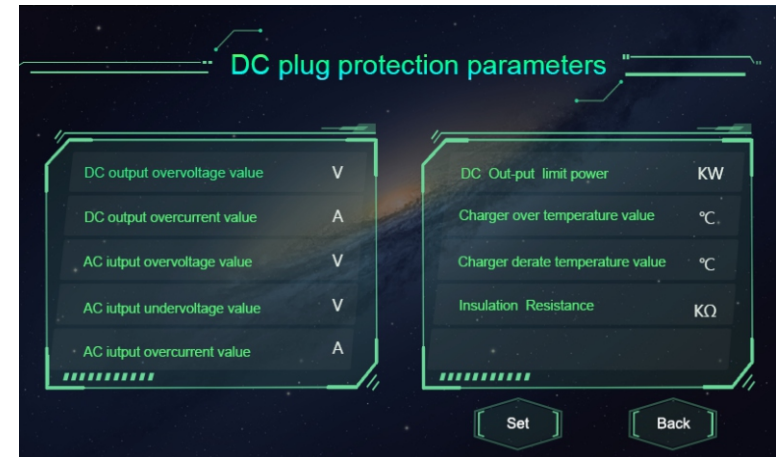 DC plug protection parameters
DC output overvoltage value V
DC output overcurrent value A
AC iutput overvoltage value V
AC iutput undervoltage value V
AC iutput overcurrent value A
DC Out-put limit power KW
Charger over temperature value ℃
Charger derate temperature value ℃
Insulation Resistance KΩ
Set
Back